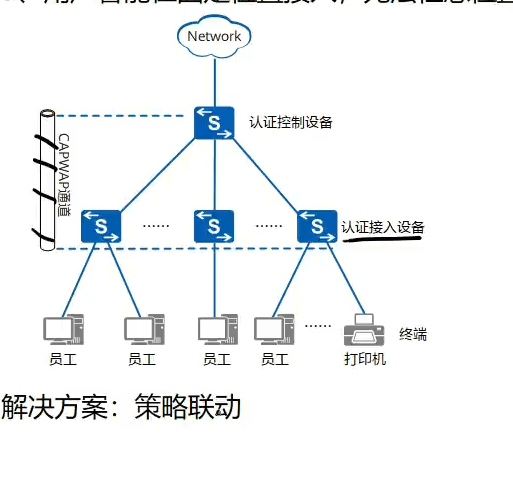 Network
认证控制设备
CAPWAP通道
认证接入设备
员工 员工 员工 员工 打印机 终端
解决方案：策略联动